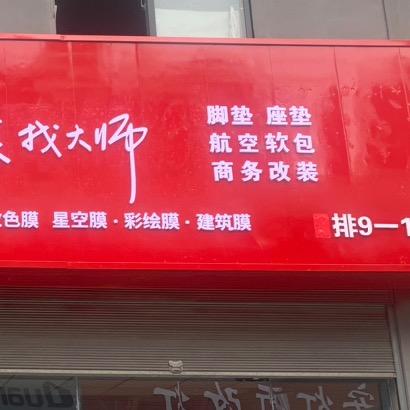 找大师
脚垫 座垫
航空软包
商务改装
色膜 星空膜·彩绘膜·建筑膜
排9一1